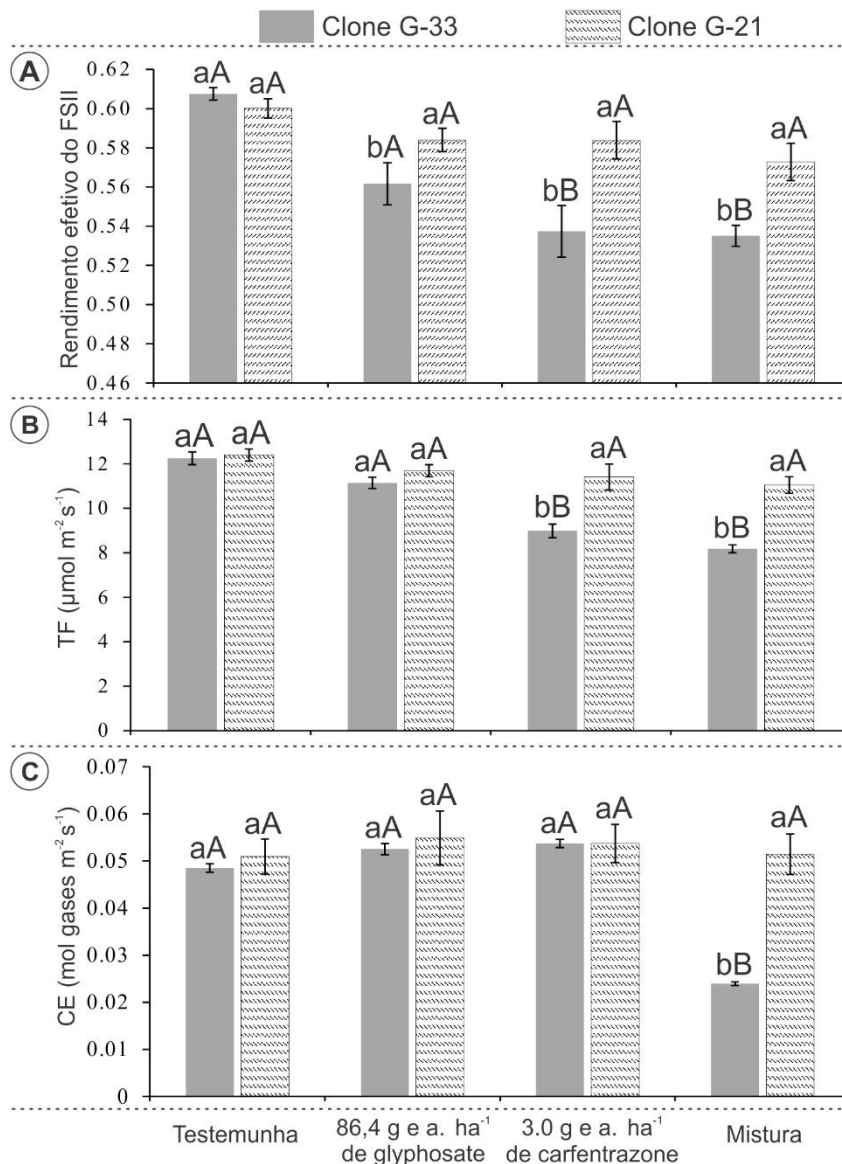 Clone G-33 Clone G-21
A
Rendimento efetivo do FSII
0.62
0.60
0.58
0.56
0.54
0.52
0.50
0.48
0.46
aA aA
bA aA
bB aA
bB aA
B
TF (µmol m⁻² s⁻¹)
14
12
10
8
6
4
2
0
aA aA
aA aA
bB aA
bB aA
C
CE (mol gases m⁻² s⁻¹)
0.07
0.06
0.05
0.04
0.03
0.02
0.01
0
aA aA
aA aA
aA aA
bB aA
Testemunha
86,4 g e a. ha⁻¹
de glyphosate
3.0 g e a. ha⁻¹
de carfentrazone
Mistura